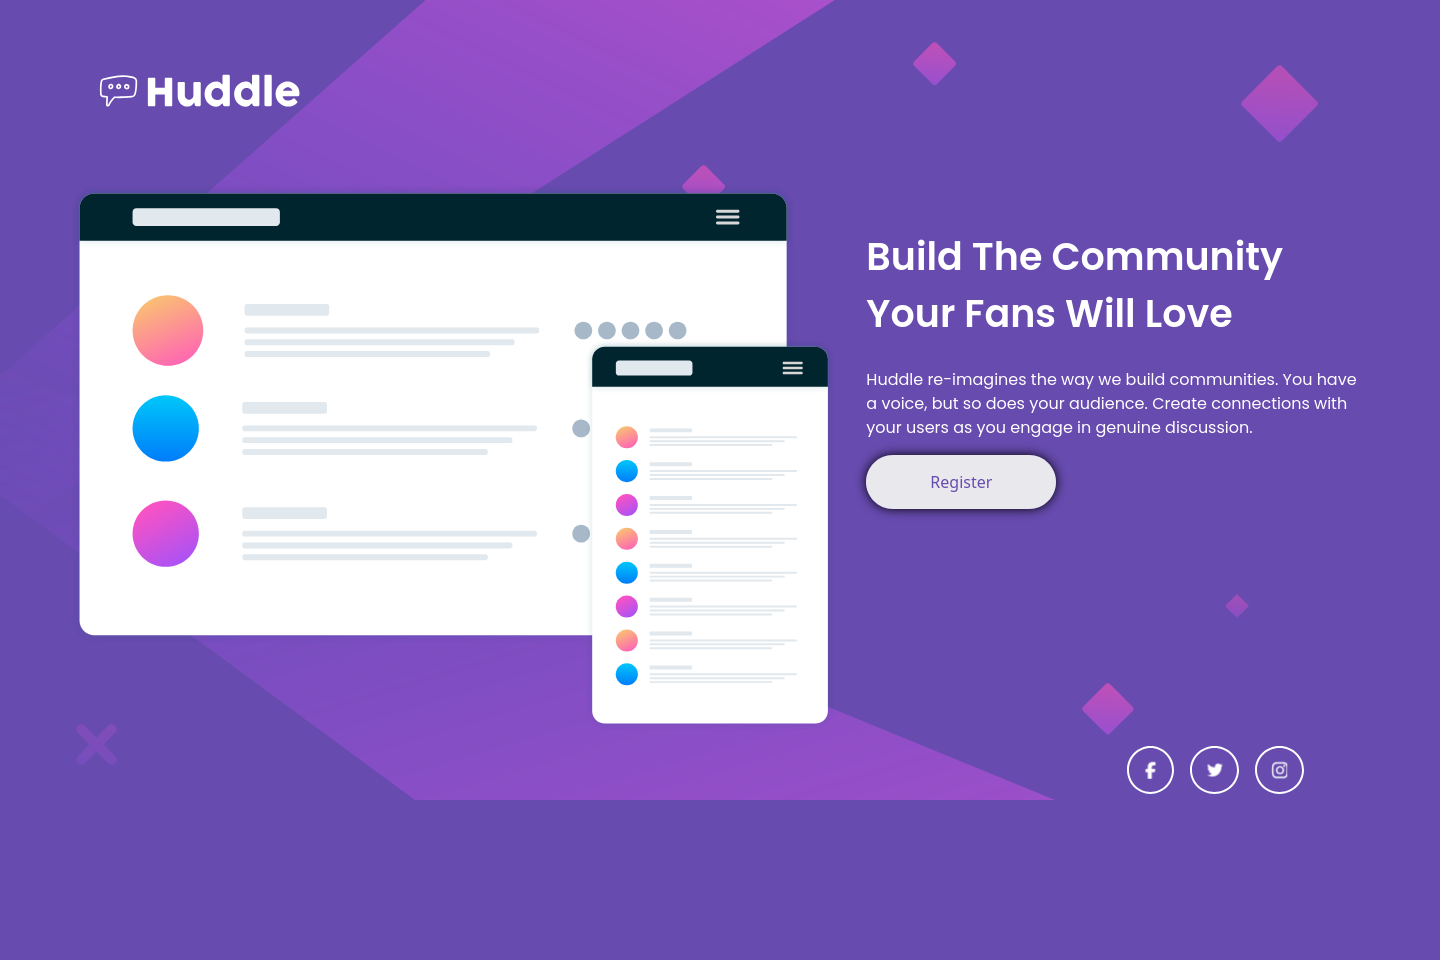 Huddle
Build The Community
Your Fans Will Love
Huddle re-imagines the way we build communities. You have
a voice, but so does your audience. Create connections with
your users as you engage in genuine discussion.
Register